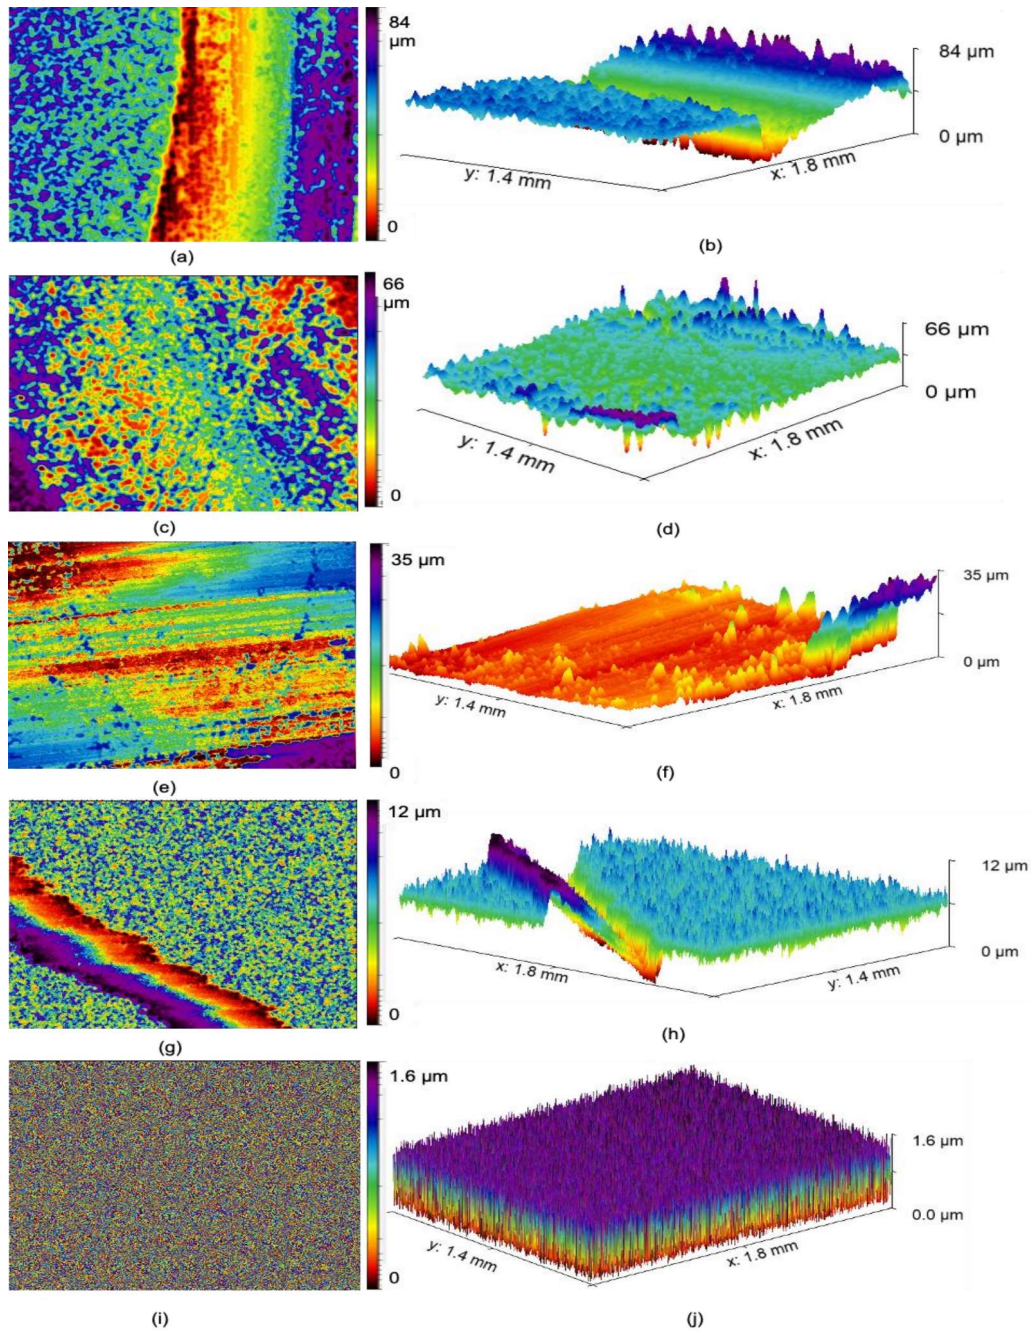 84
µm
0
(a)
84 µm
0 µm
x: 1.8 mm
y: 1.4 mm
(b)
66
µm
0
(c)
66 µm
0 µm
x: 1.8 mm
y: 1.4 mm
(d)
35 µm
0
(e)
35 µm
0 µm
x: 1.8 mm
y: 1.4 mm
(f)
12 µm
0
(g)
12 µm
0 µm
x: 1.8 mm
y: 1.4 mm
(h)
1.6 µm
0
(i)
1.6 µm
0.0 µm
y: 1.4 mm
x: 1.8 mm
(j)